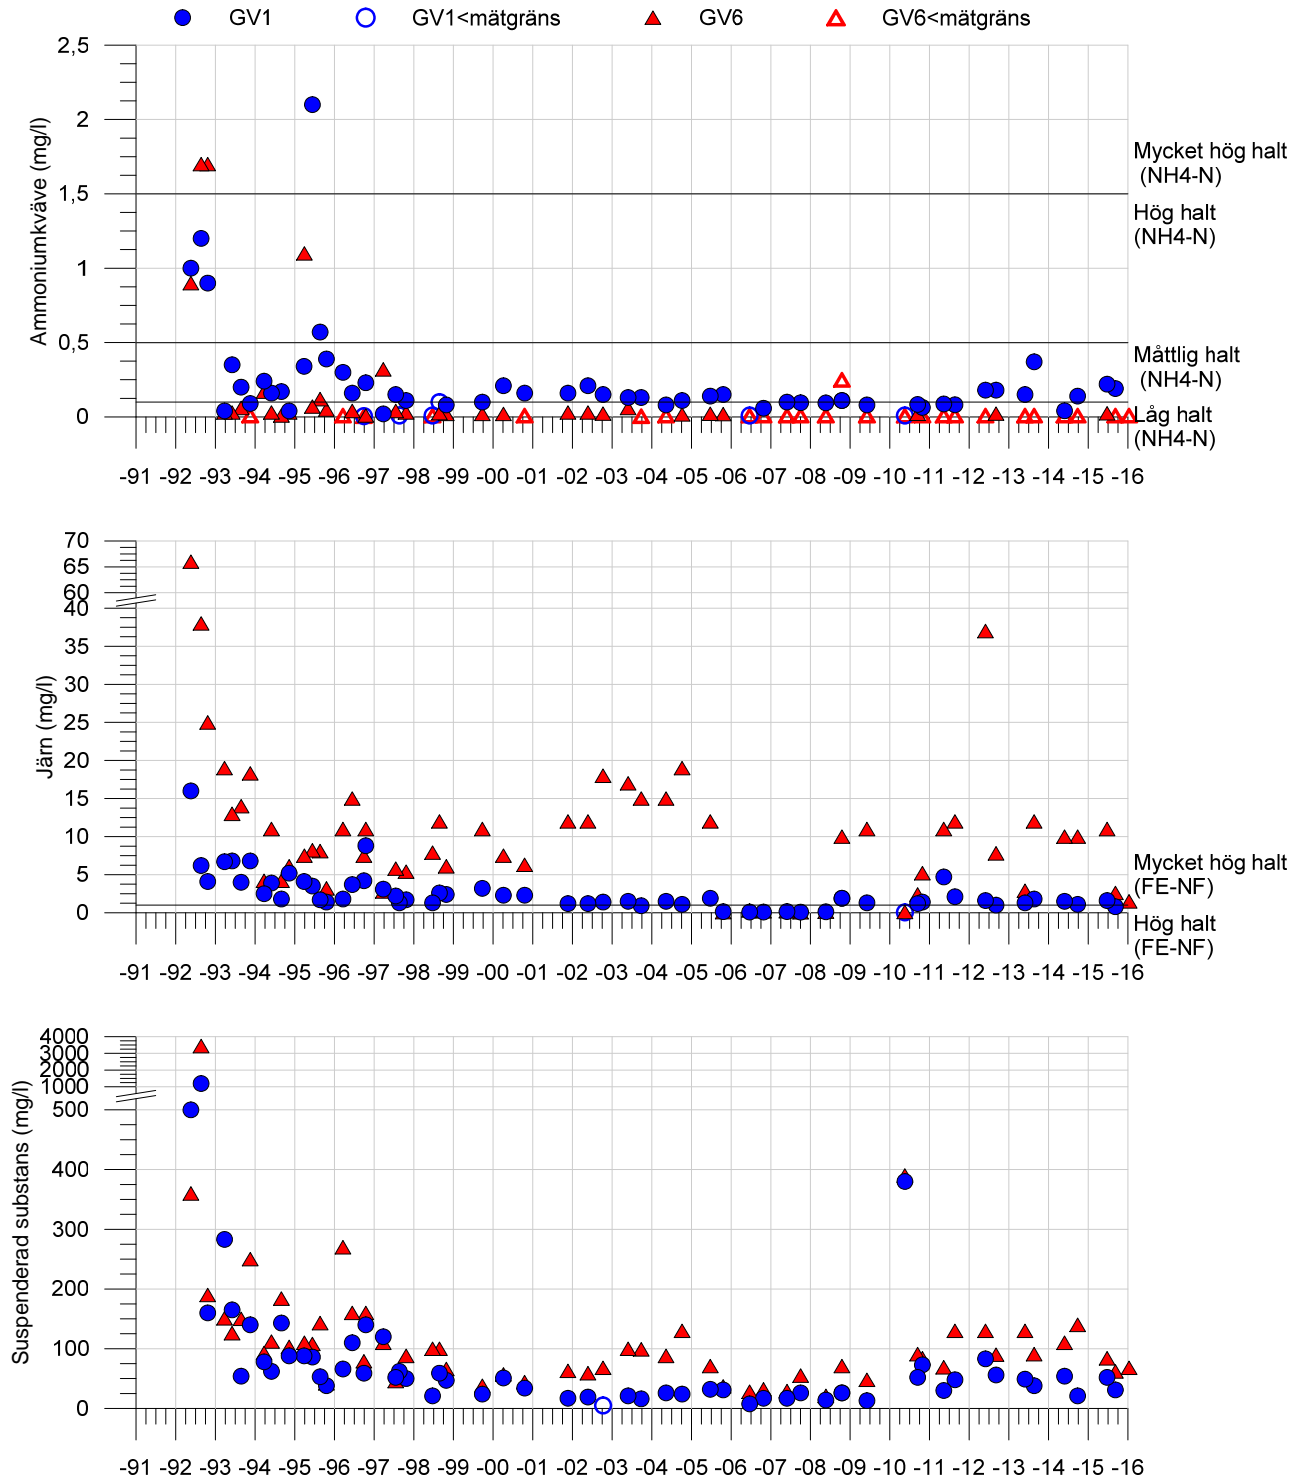 GV1 GV1<mätgräns GV6 GV6<mätgräns
Ammoniumkväve (mg/l)
2,5
2
1,5
1
0,5
0
Mycket hög halt
(NH4-N)
Hög halt
(NH4-N)
Måttlig halt
(NH4-N)
Låg halt
(NH4-N)
-91 -92 -93 -94 -95 -96 -97 -98 -99 -00 -01 -02 -03 -04 -05 -06 -07 -08 -09 -10 -11 -12 -13 -14 -15 -16
Järn (mg/l)
70
65
60
40
35
30
25
20
15
10
5
0
Mycket hög halt
(FE-NF)
Hög halt
(FE-NF)
-91 -92 -93 -94 -95 -96 -97 -98 -99 -00 -01 -02 -03 -04 -05 -06 -07 -08 -09 -10 -11 -12 -13 -14 -15 -16
Suspenderad substans (mg/l)
4000
3000
2000
1000
500
400
300
200
100
0
-91 -92 -93 -94 -95 -96 -97 -98 -99 -00 -01 -02 -03 -04 -05 -06 -07 -08 -09 -10 -11 -12 -13 -14 -15 -16